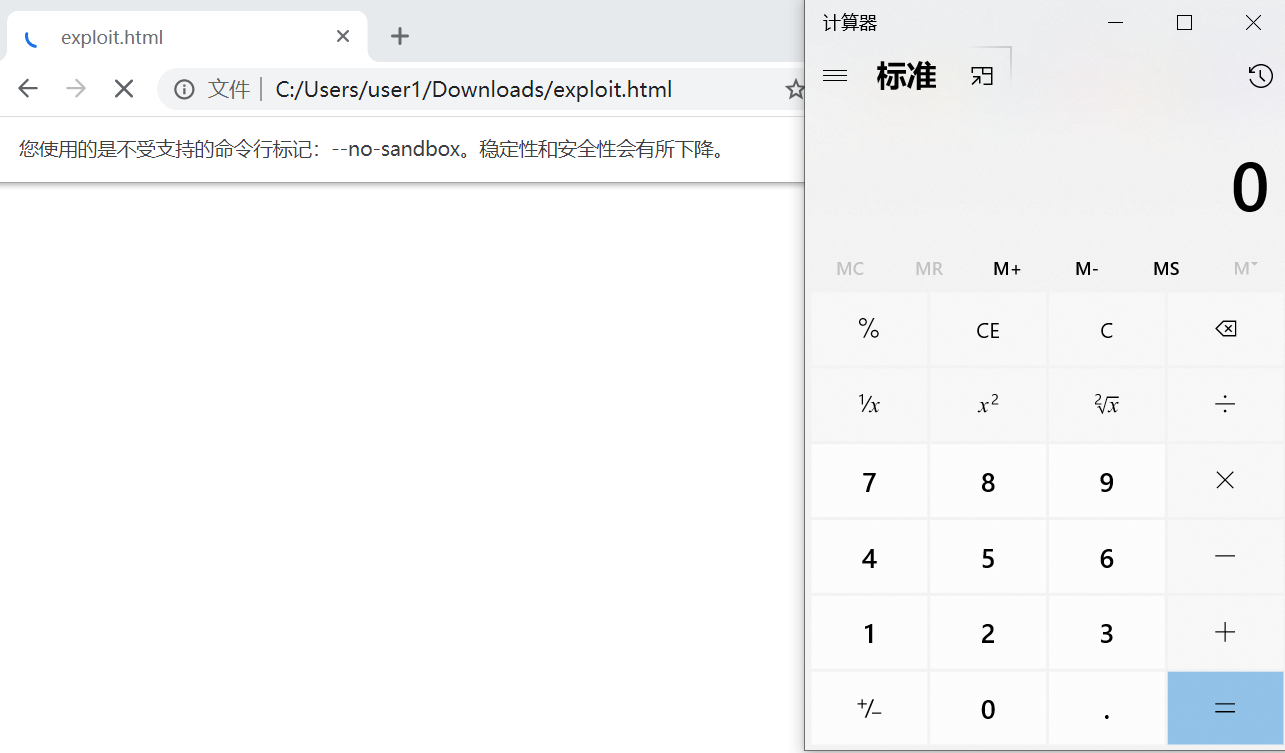 exploit.html
文件 C:/Users/user1/Downloads/exploit.html
您使用的是不受支持的命令行标记：--no-sandbox。稳定性和安全性会有所下降。
计算器
标准
0
MC MR M+ M- MS M
% CE C
¹/x x² ²√x ÷
7 8 9 ×
4 5 6 −
1 2 3 +
+/− 0 . =